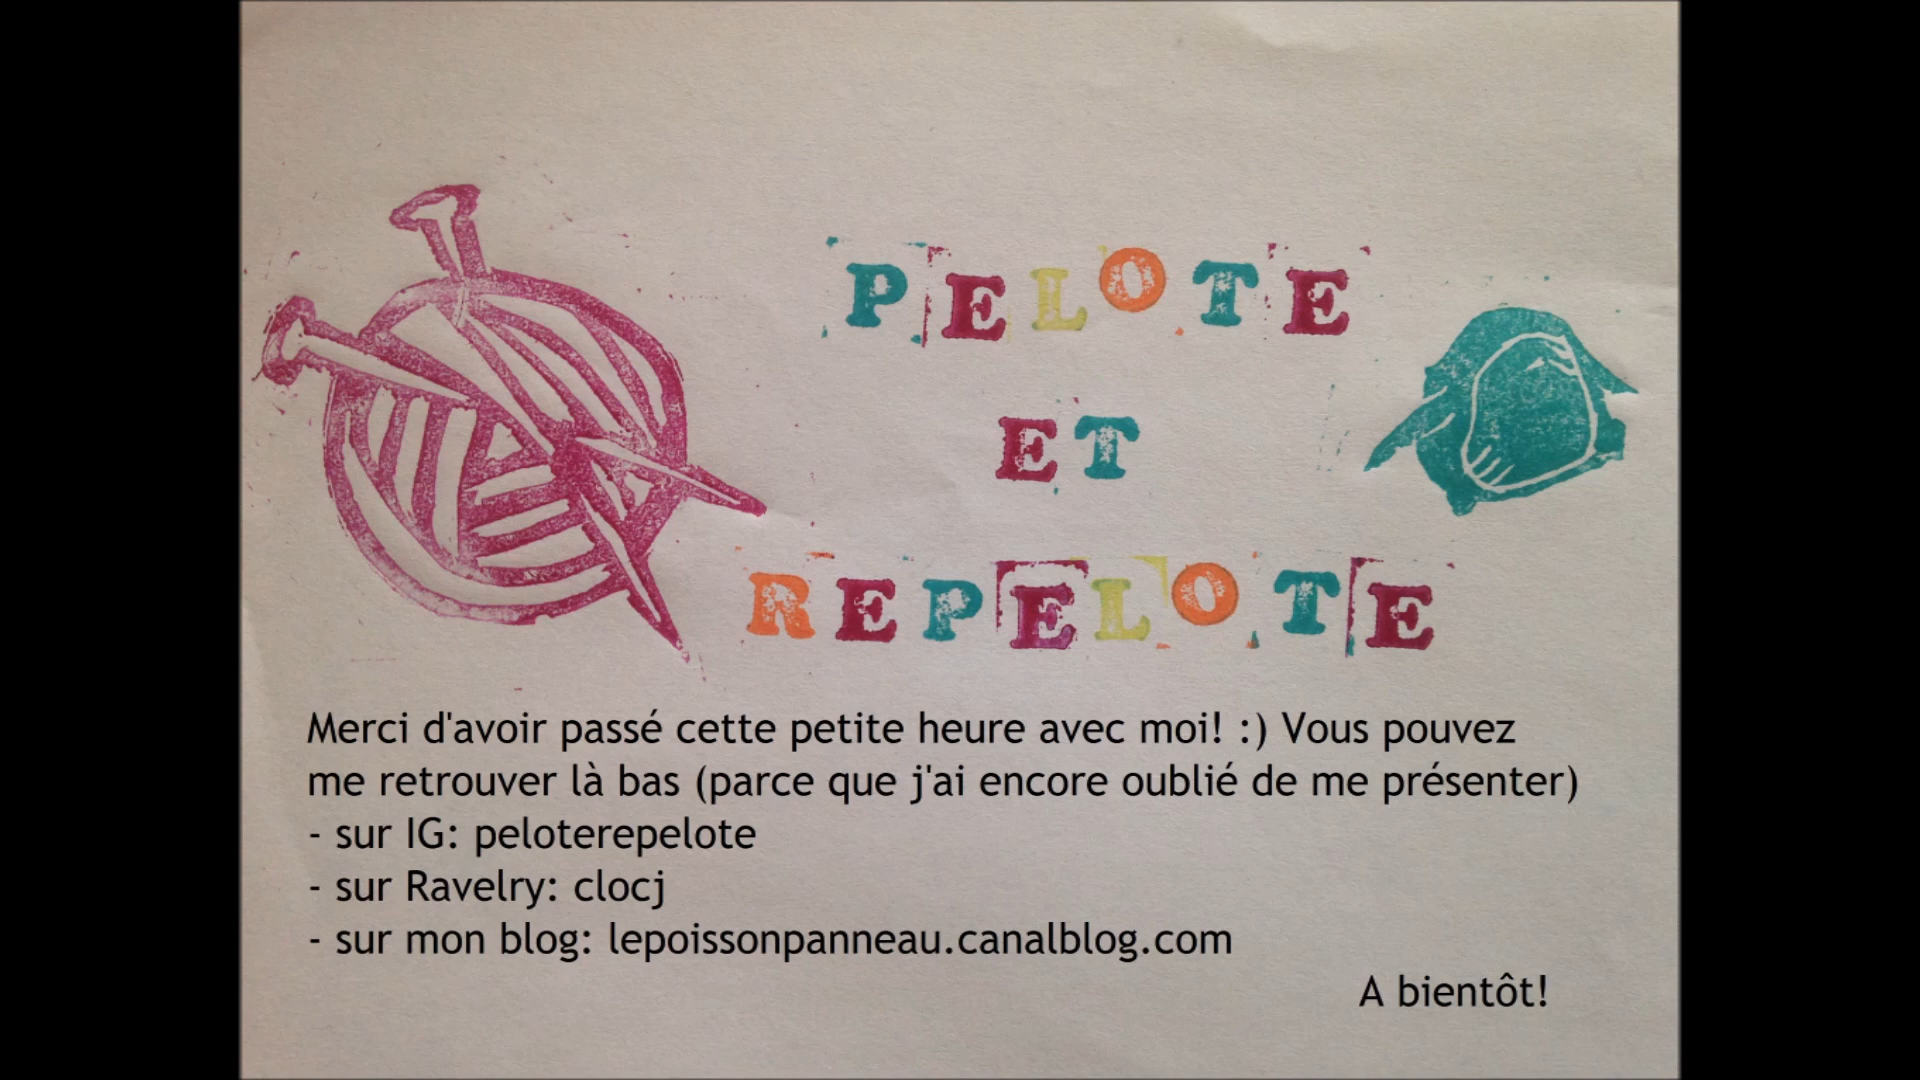 PELOTE
ET
REPELOTE
Merci d'avoir passé cette petite heure avec moi! :) Vous pouvez
me retrouver là bas (parce que j'ai encore oublié de me présenter)
- sur IG: peloterepelote
- sur Ravelry: clocj
- sur mon blog: lepoissonpanneau.canalblog.com
A bientôt!